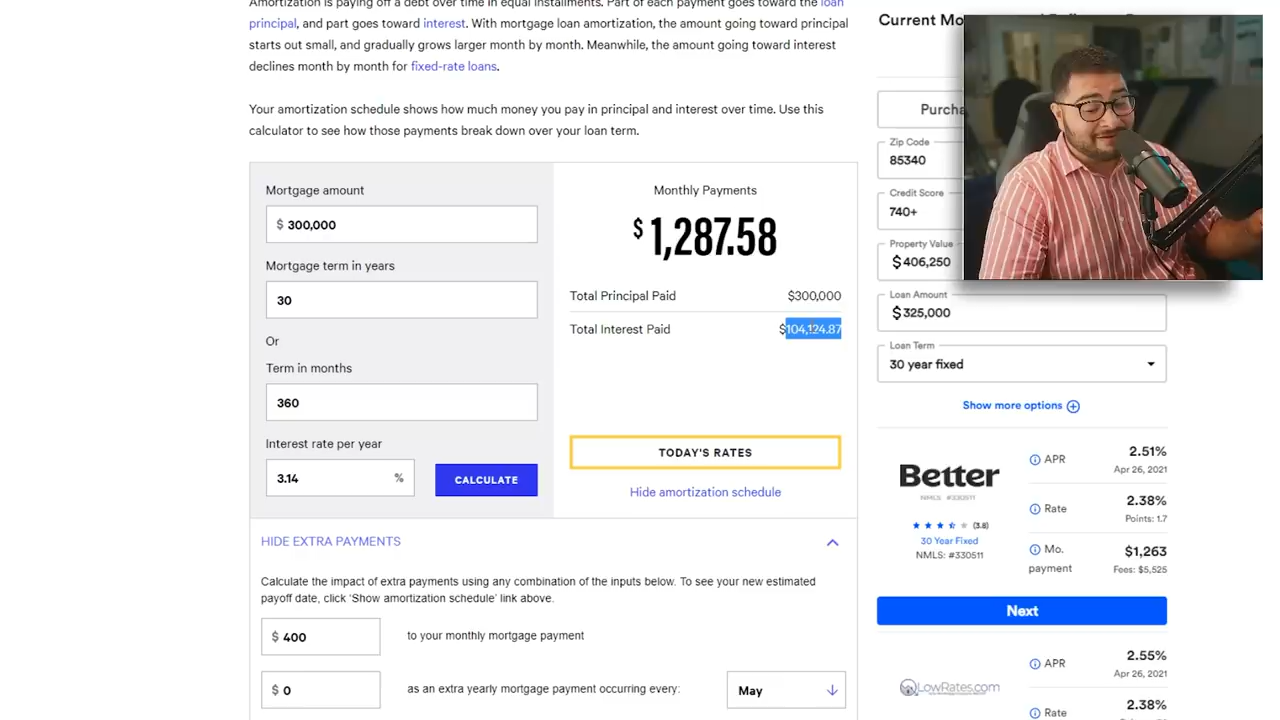 Amortization is paying off a debt over time in equal installments. Part of each payment goes toward the loan
principal, and part goes toward interest. With mortgage loan amortization, the amount going toward principal
starts out small, and gradually grows larger month by month. Meanwhile, the amount going toward interest
declines month by month for fixed-rate loans.
Your amortization schedule shows how much money you pay in principal and interest over time. Use this
calculator to see how those payments break down over your loan term.
Mortgage amount
$ 300,000
Mortgage term in years
30
Or
Term in months
360
Interest rate per year
3.14 %
CALCULATE
Monthly Payments
$1,287.58
Total Principal Paid $300,000
Total Interest Paid $104,124.87
TODAY'S RATES
Hide amortization schedule
HIDE EXTRA PAYMENTS
Calculate the impact of extra payments using any combination of the inputs below. To see your new estimated
payoff date, click 'Show amortization schedule' link above.
$ 400 to your monthly mortgage payment
$ 0 as an extra yearly mortgage payment occurring every: May
Current Mo
Purcha
Zip Code
85340
Credit Score
740+
Property Value
$ 406,250
Loan Amount
$ 325,000
Loan Term
30 year fixed
Show more options
Better
NMLS #330511
(3.8)
30 Year Fixed
NMLS: #330511
APR 2.51%
Apr 26, 2021
Rate 2.38%
Points: 1.7
Mo. payment $1,263
Fees: $5,525
Next
LowRates.com
APR 2.55%
Apr 26, 2021
Rate 2.38%